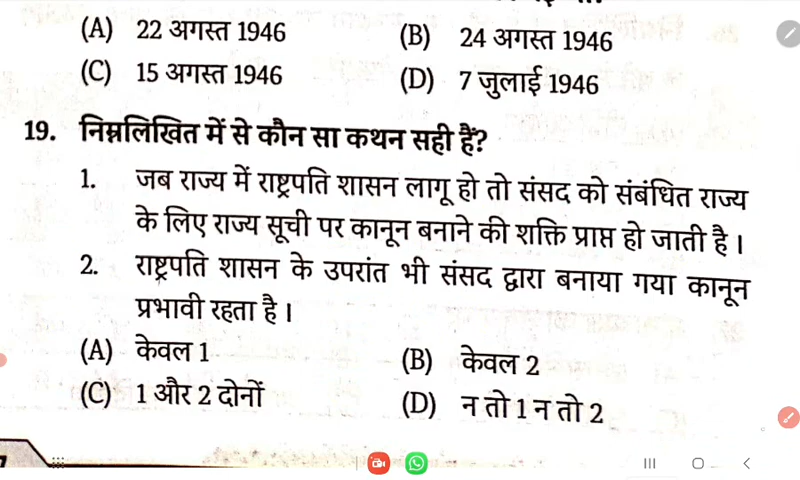 (A) 22 अगस्त 1946 (B) 24 अगस्त 1946
(C) 15 अगस्त 1946 (D) 7 जुलाई 1946
19. निम्नलिखित में से कौन सा कथन सही हैं?
1. जब राज्य में राष्ट्रपति शासन लागू हो तो संसद को संबंधित राज्य
के लिए राज्य सूची पर कानून बनाने की शक्ति प्राप्त हो जाती है।
2. राष्ट्रपति शासन के उपरांत भी संसद द्वारा बनाया गया कानून
प्रभावी रहता है।
(A) केवल 1 (B) केवल 2
(C) 1 और 2 दोनों (D) न तो 1 न तो 2